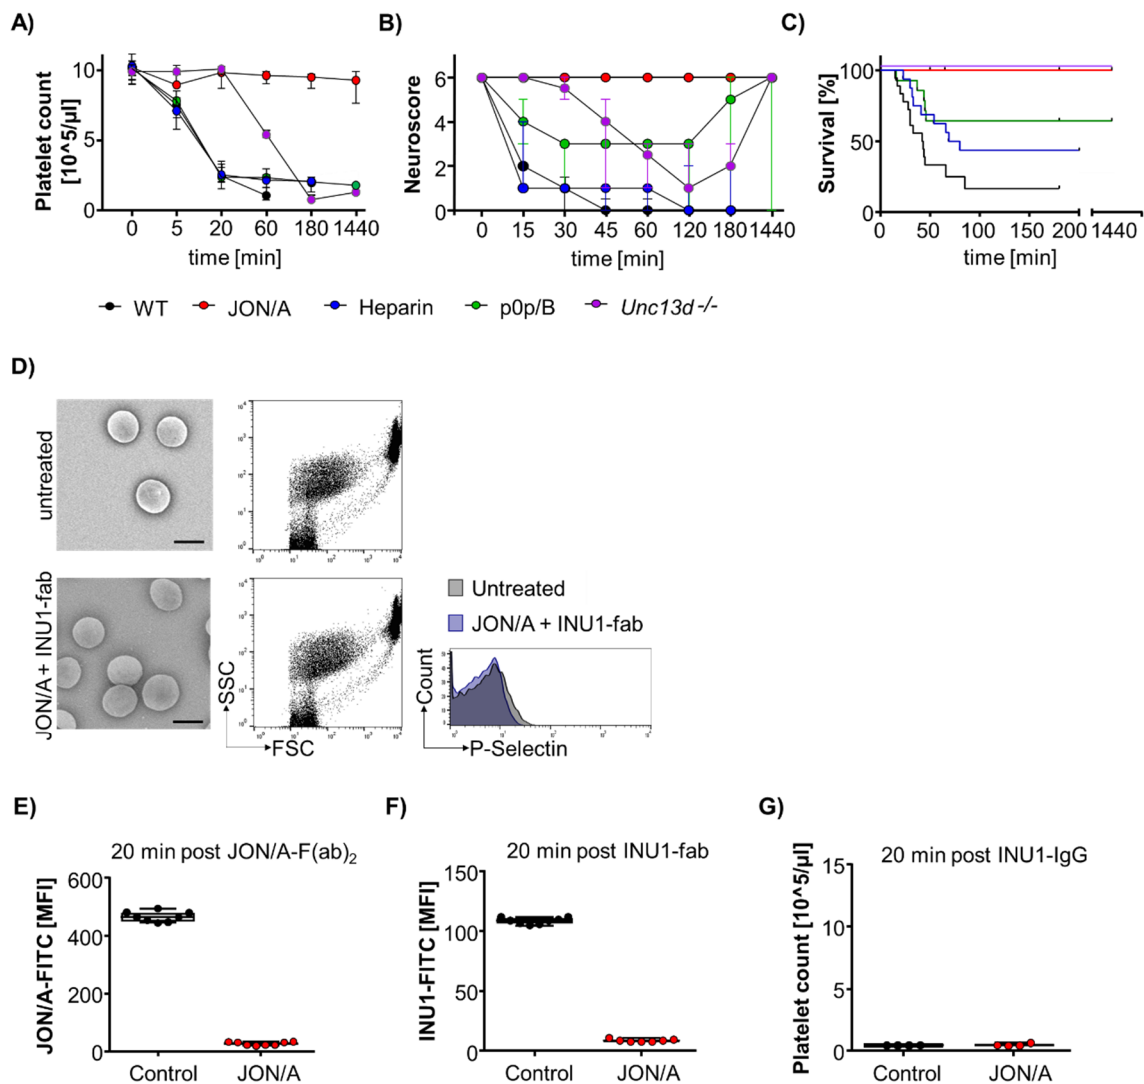 A)
B)
C)
Platelet count
[10^5/µl]
10
5
0
0 5 20 60 180 1440
time [min]
Neuroscore
6
4
2
0
0 15 30 45 60 120 180 1440
time [min]
Survival [%]
100
50
0
0 50 100 150 200 1440
time [min]
WT JON/A Heparin p0p/B Unc13d -/-
D)
untreated
JON/A + INU1-fab
SSC
FSC
Untreated
JON/A + INU1-fab
Count
P-Selectin
E)
F)
G)
20 min post JON/A-F(ab)2
JON/A-FITC [MFI]
600
400
200
0
Control JON/A
20 min post INU1-fab
INU1-FITC [MFI]
150
100
50
0
Control JON/A
20 min post INU1-IgG
Platelet count [10^5/µl]
15
10
5
0
Control JON/A